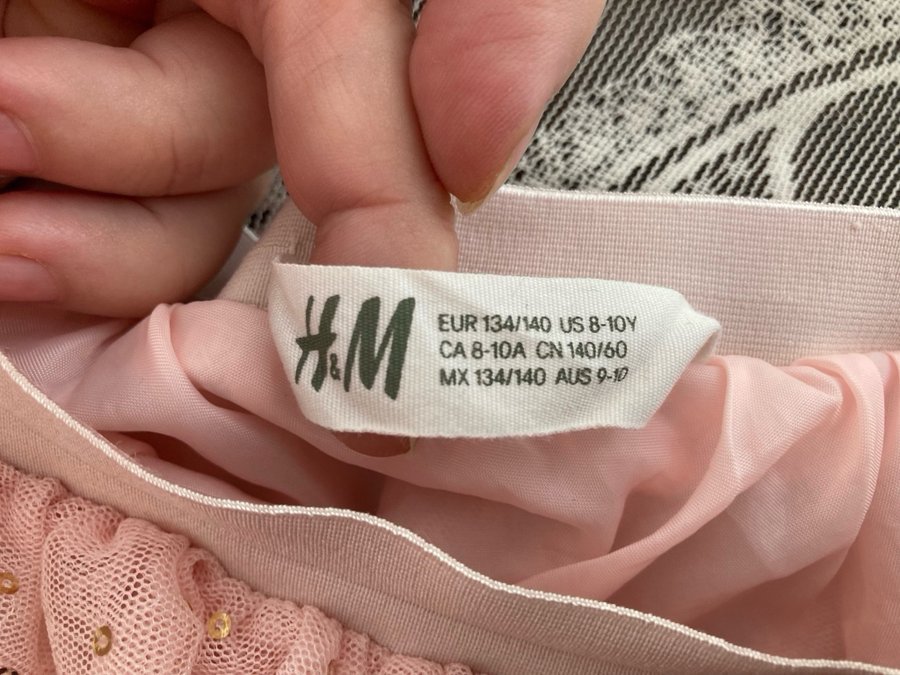 H&M
EUR 134/140 US 8-10Y
CA 8-10A CN 140/60
MX 134/140 AUS 9-10